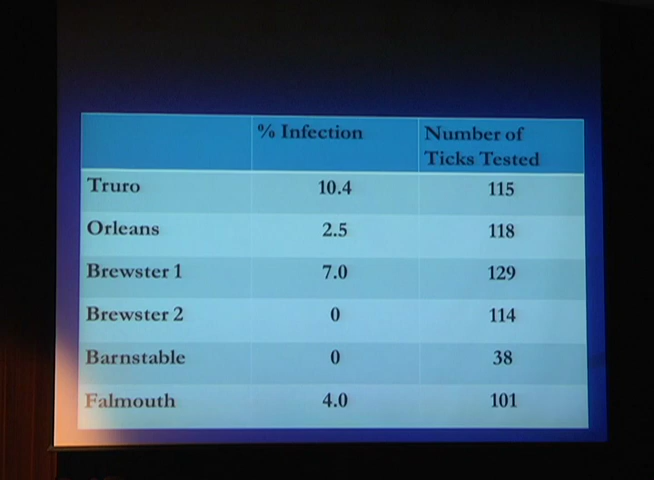 % Infection Number of
Ticks Tested
Truro 10.4 115
Orleans 2.5 118
Brewster 1 7.0 129
Brewster 2 0 114
Barnstable 0 38
Falmouth 4.0 101